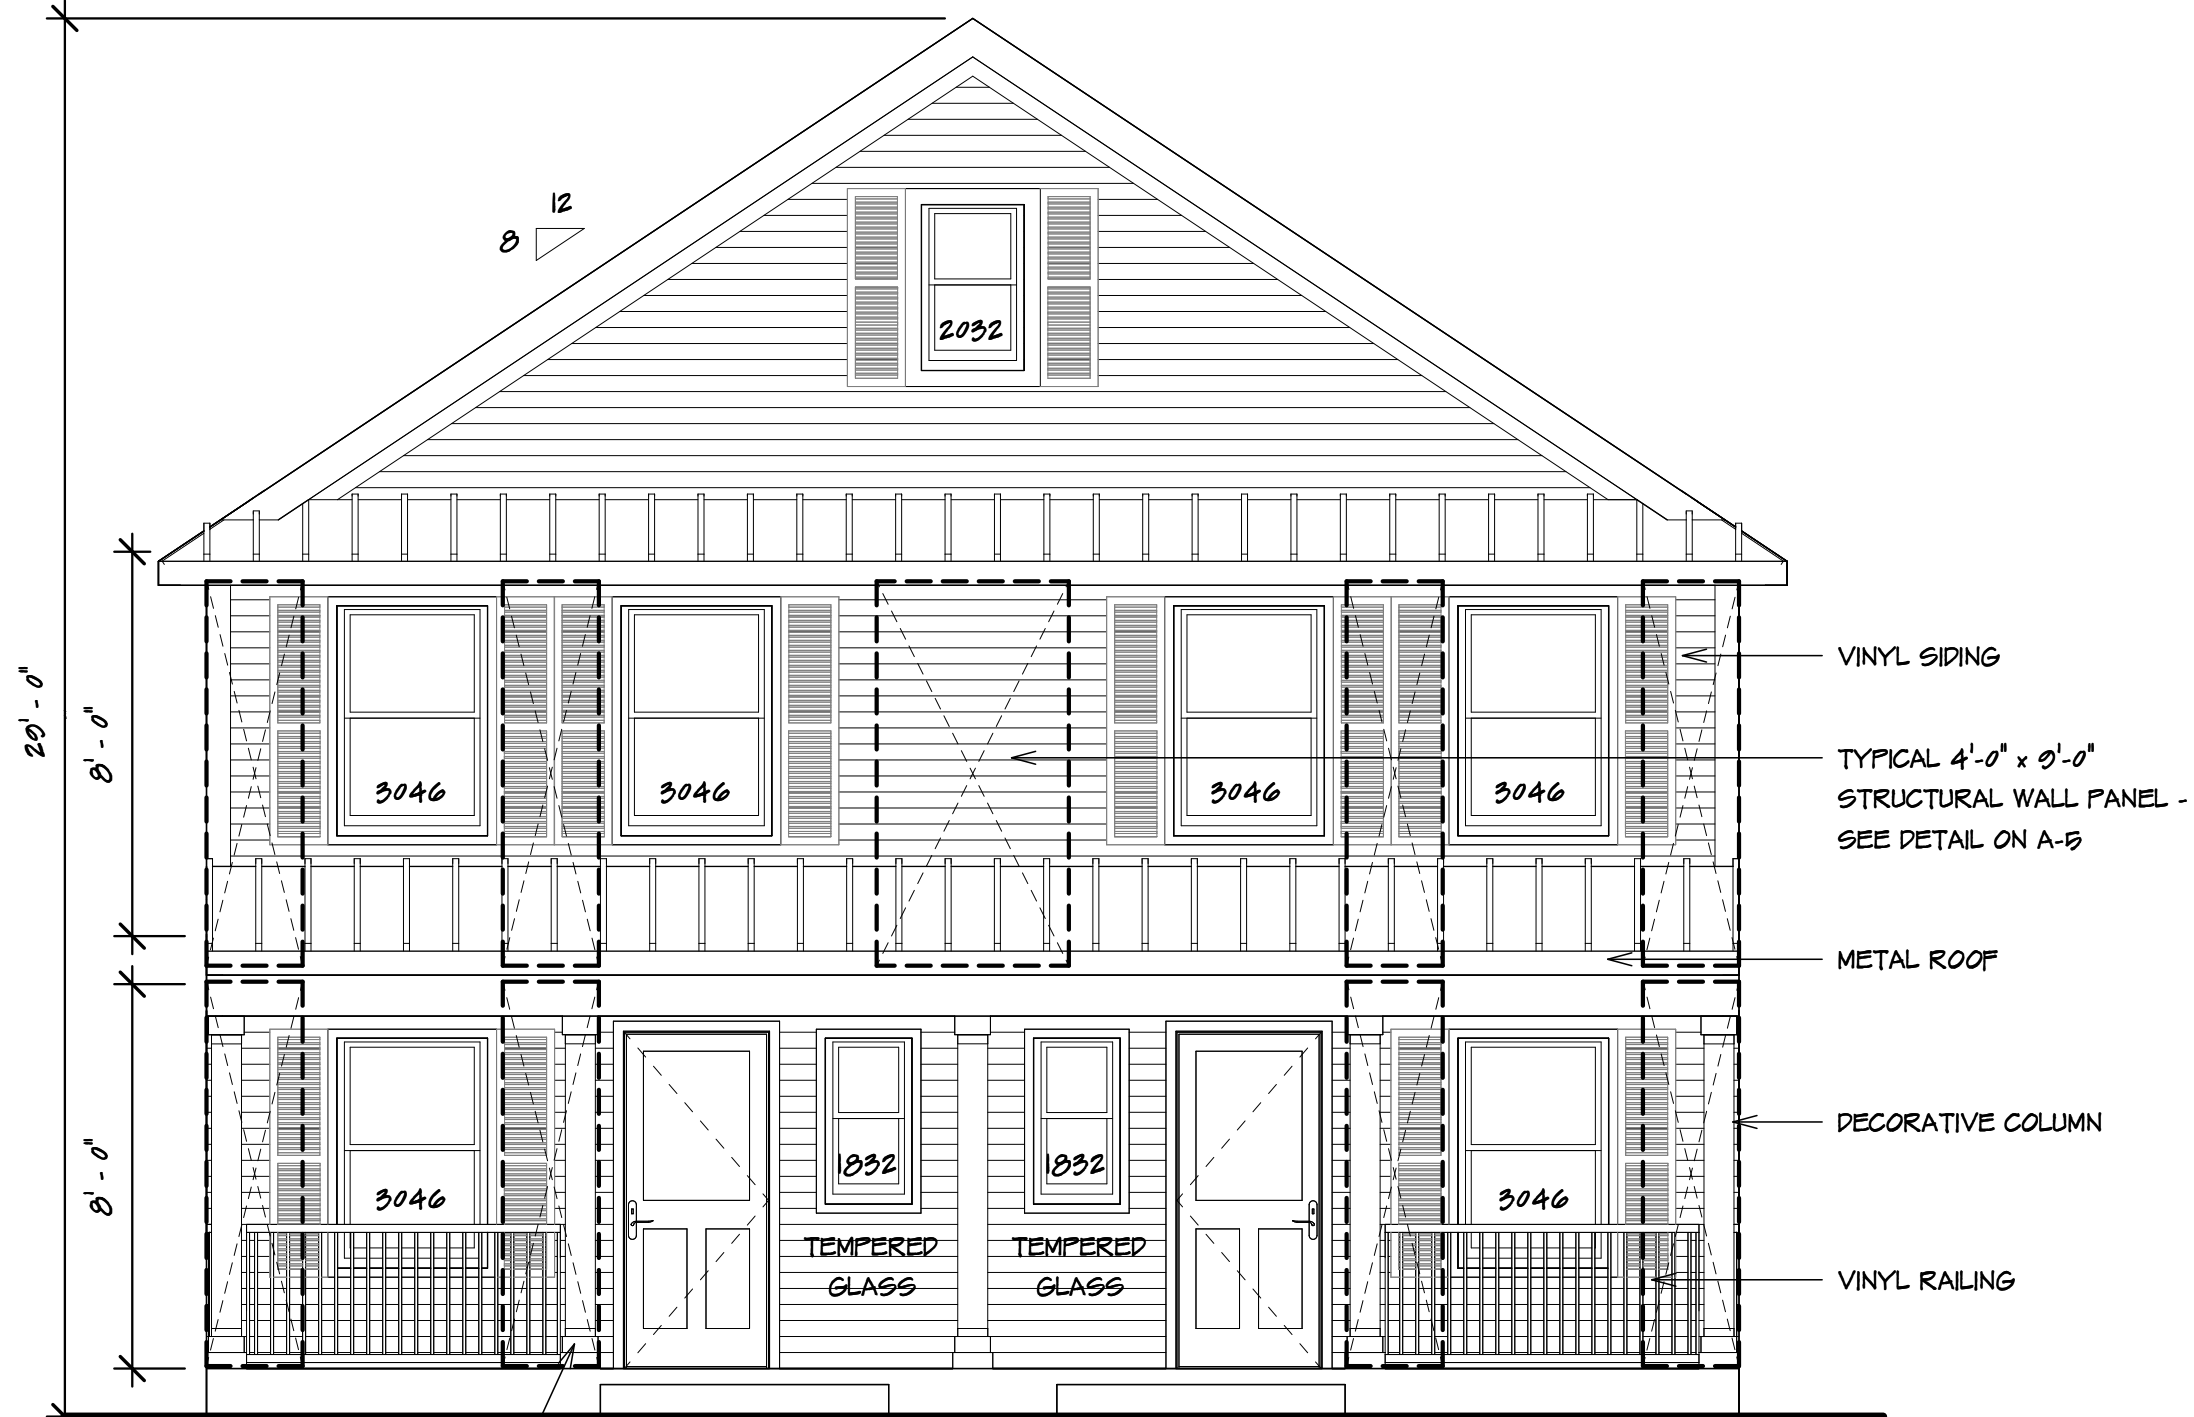 12
8
2032
29'-0"
8'-0"
3046
3046
3046
3046
VINYL SIDING
TYPICAL 4'-0" x 9'-0"
STRUCTURAL WALL PANEL -
SEE DETAIL ON A-5
METAL ROOF
8'-0"
3046
1832
1832
3046
TEMPERED
GLASS
TEMPERED
GLASS
DECORATIVE COLUMN
VINYL RAILING